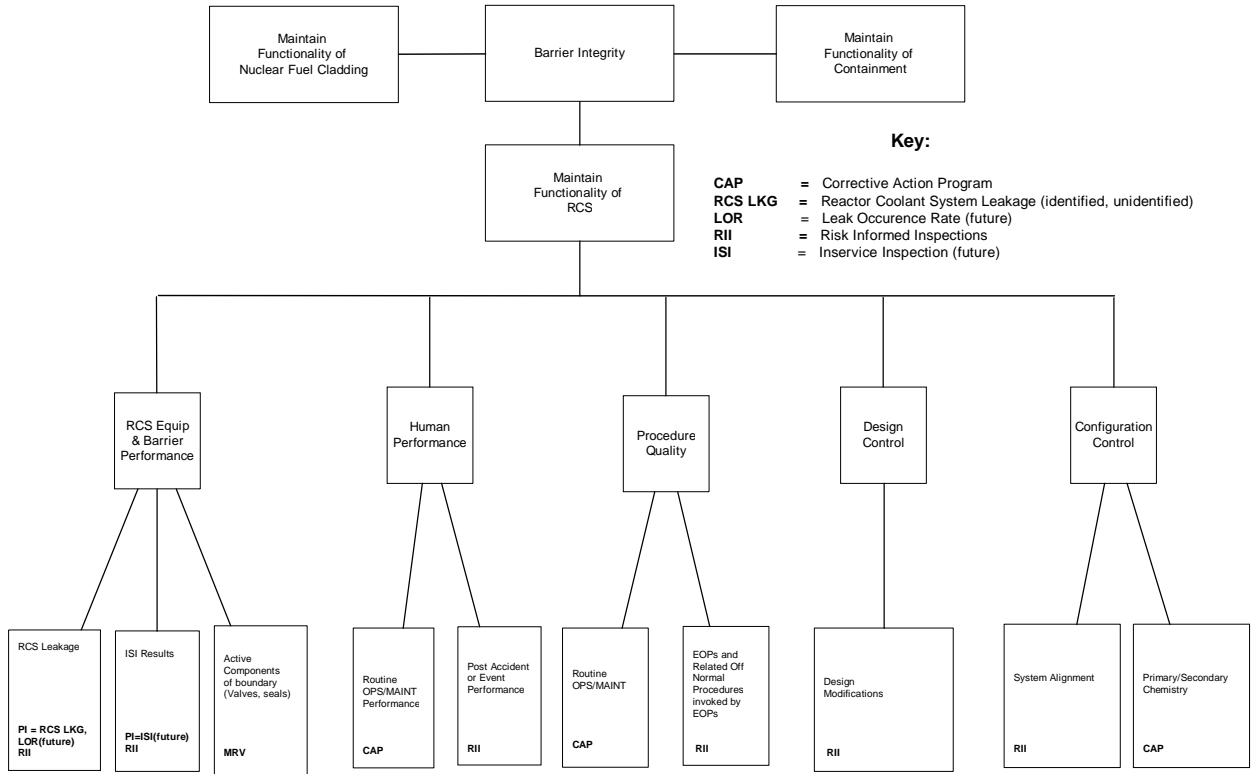 Maintain
Functionality of
Nuclear Fuel Cladding
Barrier Integrity
Maintain
Functionality of
Containment
Maintain
Functionality of
RCS
Key:
CAP = Corrective Action Program
RCS LKG = Reactor Coolant System Leakage (identified, unidentified)
LOR = Leak Occurence Rate (future)
RII = Risk Informed Inspections
ISI = Inservice Inspection (future)
RCS Equip
& Barrier
Performance
Human
Performance
Procedure
Quality
Design
Control
Configuration
Control
RCS Leakage
PI = RCS LKG,
LOR(future)
RII
ISI Results
PI=ISI(future)
RII
Active
Components
of boundary
(Valves, seals)
MRV
Routine
OPS/MAINT
Performance
CAP
Post Accident
or Event
Performance
RII
Routine
OPS/MAINT
CAP
EOPs and
Related Off
Normal
Procedures
invoked by
EOPs
RII
Design
Modifications
RII
System Alignment
RII
Primary/Secondary
Chemistry
CAP